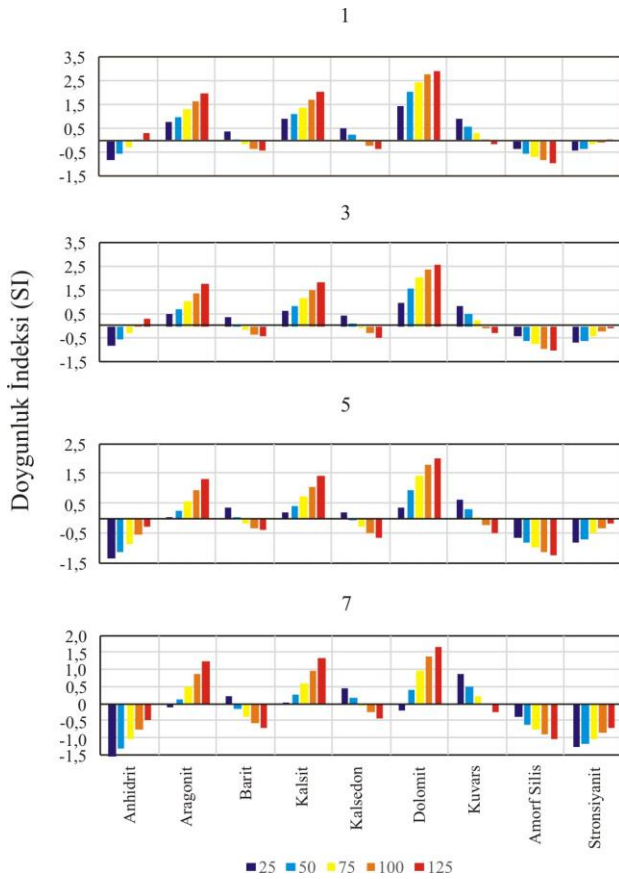 1
3,5
2,5
1,5
0,5
-0,5
-1,5
3
3,5
2,5
1,5
0,5
-0,5
-1,5
Doygunluk İndeksi (SI)
5
2,5
1,5
0,5
-0,5
-1,5
7
2,0
1,5
1,0
0,5
0
-0,5
-1,0
-1,5
Anhidrit
Aragonit
Barit
Kalsit
Kalsedon
Dolomit
Kuvars
Amorf Silis
Stronsiyanit
25 50 75 100 125